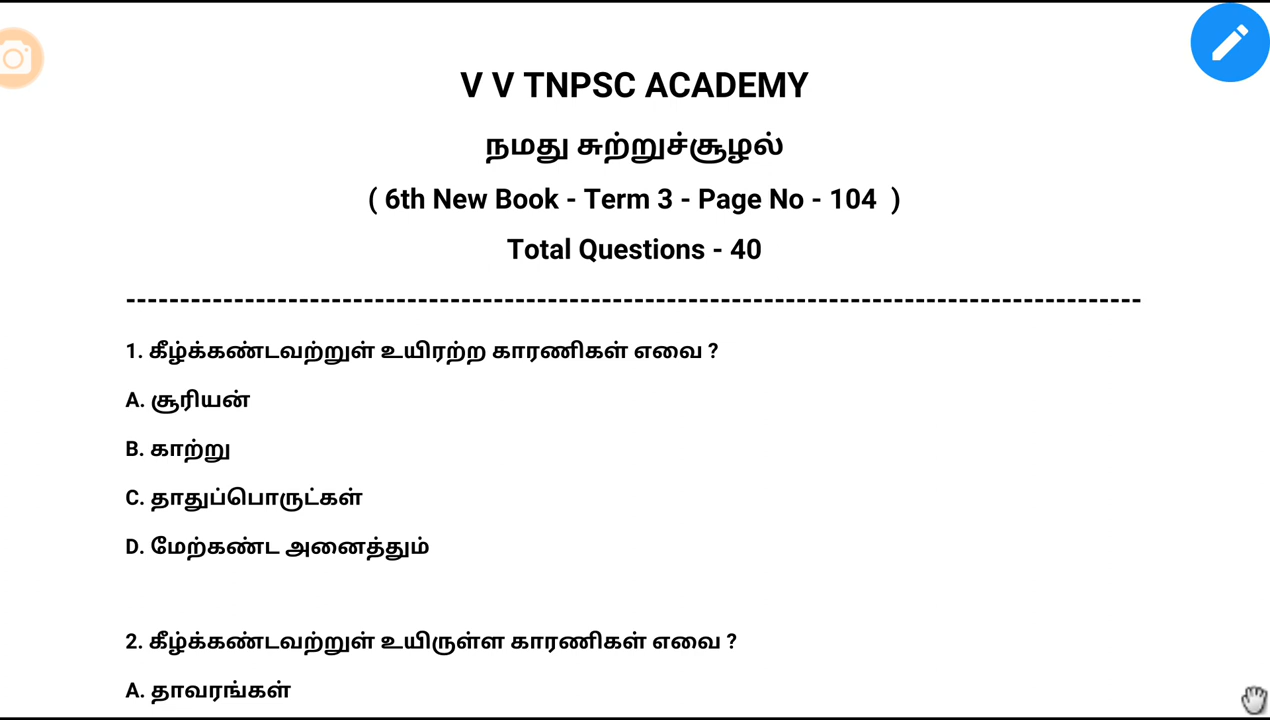 V V TNPSC ACADEMY
நமது சுற்றுச்சூழல்
( 6th New Book - Term 3 - Page No - 104 )
Total Questions - 40
--------------------------------------------------------------------------------------------
1. கீழ்க்கண்டவற்றுள் உயிரற்ற காரணிகள் எவை ?
A. சூரியன்
B. காற்று
C. தாதுப்பொருட்கள்
D. மேற்கண்ட அனைத்தும்
2. கீழ்க்கண்டவற்றுள் உயிருள்ள காரணிகள் எவை ?
A. தாவரங்கள்